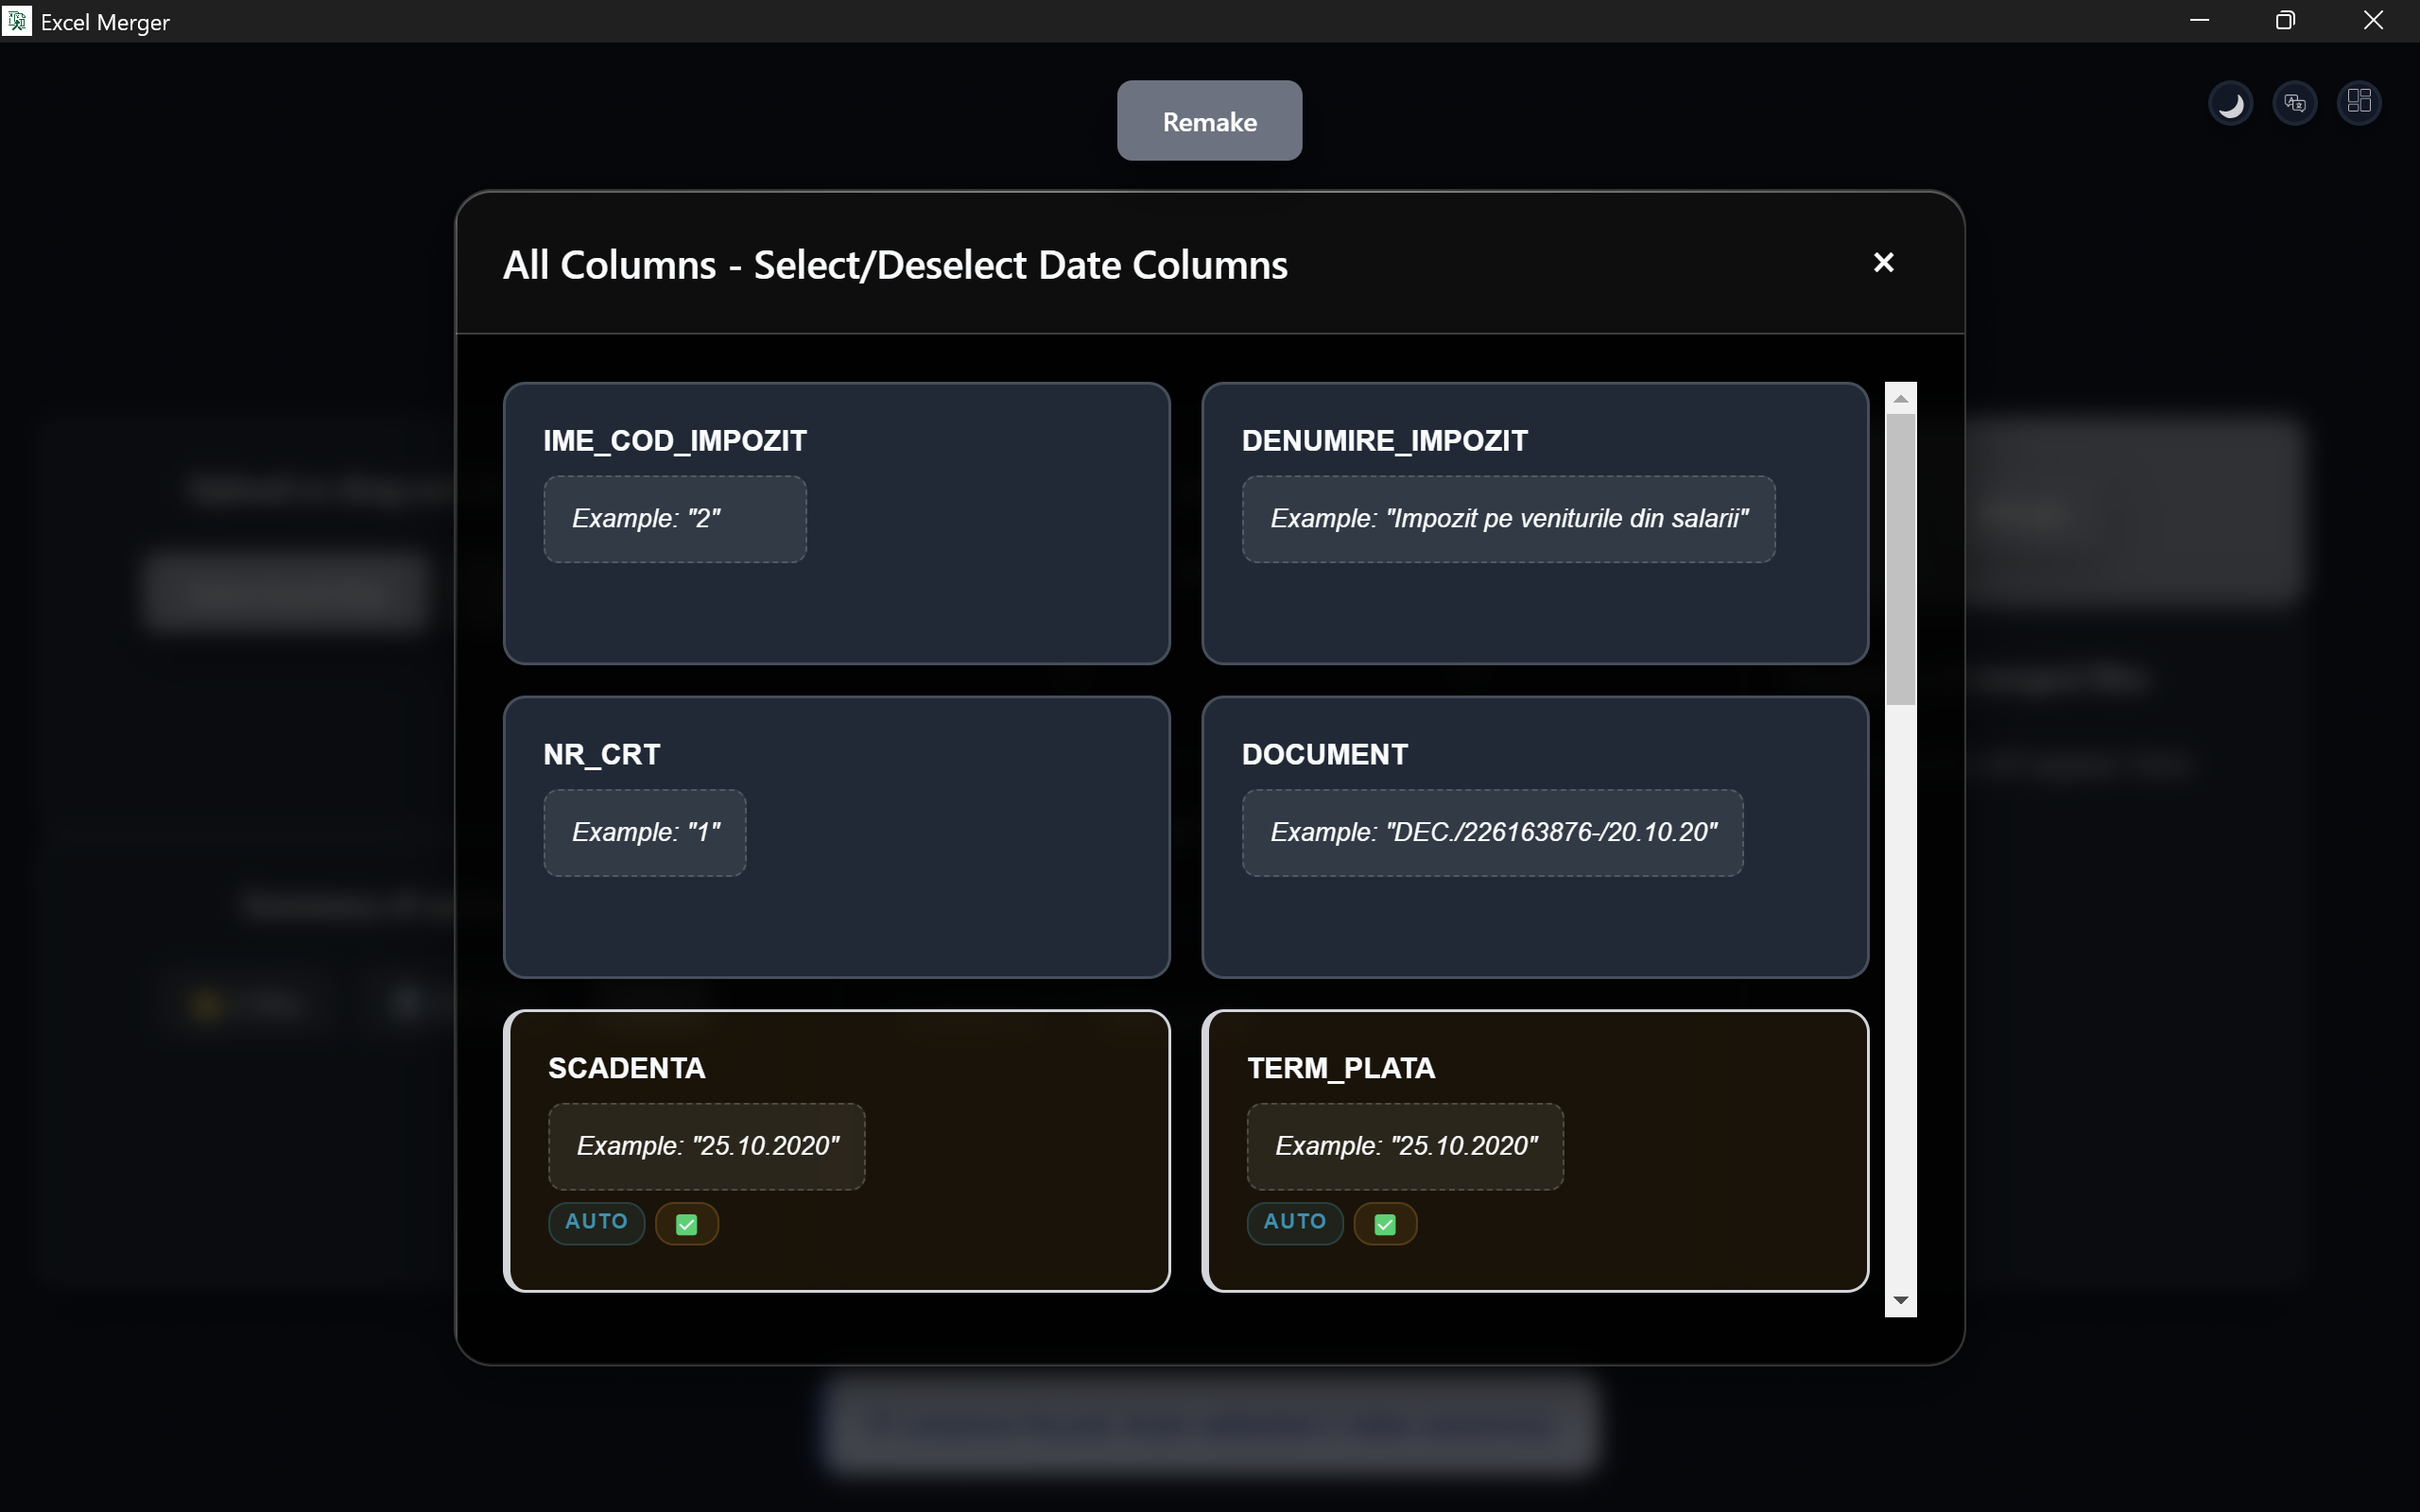 Excel Merger
Remake
All Columns - Select/Deselect Date Columns
IME_COD_IMPOZIT
Example: "2"
DENUMIRE_IMPOZIT
Example: "Impozit pe veniturile din salarii"
NR_CRT
Example: "1"
DOCUMENT
Example: "DEC./226163876-/20.10.20"
SCADENTA
Example: "25.10.2020"
AUTO
TERM_PLATA
Example: "25.10.2020"
AUTO